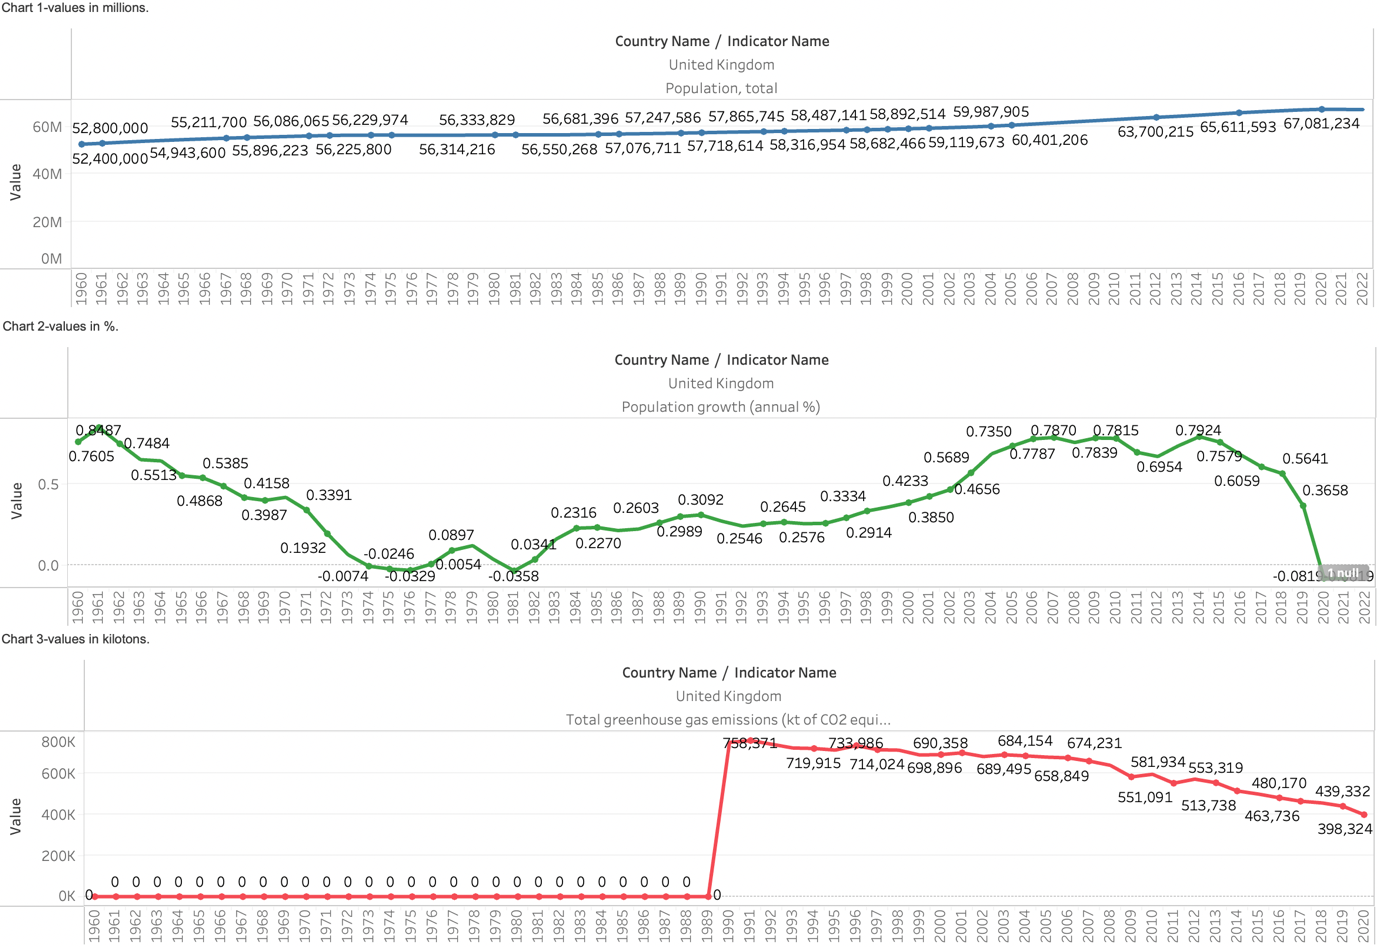 Chart 1-values in millions.
Country Name / Indicator Name
United Kingdom
Population, total
52,800,000 55,211,700 56,086,065 56,229,974 56,333,829 56,681,396 57,247,586 57,865,745 58,487,141 58,892,514 59,987,905
52,400,000 54,943,600 55,896,223 56,225,800 56,314,216 56,550,268 57,076,711 57,718,614 58,316,954 58,682,466 59,119,673 60,401,206 63,700,215 65,611,593 67,081,234
60M
40M
20M
0M
Value
1960 1961 1962 1963 1964 1965 1966 1967 1968 1969 1970 1971 1972 1973 1974 1975 1976 1977 1978 1979 1980 1981 1982 1983 1984 1985 1986 1987 1988 1989 1990 1991 1992 1993 1994 1995 1996 1997 1998 1999 2000 2001 2002 2003 2004 2005 2006 2007 2008 2009 2010 2011 2012 2013 2014 2015 2016 2017 2018 2019 2020 2021 2022
Chart 2-values in %.
Country Name / Indicator Name
United Kingdom
Population growth (annual %)
0.8487 0.7484 0.5385 0.4158 0.3391 -0.0246 0.0897 0.0341 0.2316 0.2603 0.3092 0.2645 0.3334 0.4233 0.5689 0.7350 0.7870 0.7815 0.7924 0.5641 0.3658
0.7605 0.5513 0.4868 0.3987 0.1932 -0.0074 -0.0329 0.0054 -0.0358 0.2270 0.2989 0.2546 0.2576 0.2914 0.3850 0.4656 0.7787 0.7839 0.6954 0.7579 0.6059 -0.0819
1 null
0.5
0.0
Value
1960 1961 1962 1963 1964 1965 1966 1967 1968 1969 1970 1971 1972 1973 1974 1975 1976 1977 1978 1979 1980 1981 1982 1983 1984 1985 1986 1987 1988 1989 1990 1991 1992 1993 1994 1995 1996 1997 1998 1999 2000 2001 2002 2003 2004 2005 2006 2007 2008 2009 2010 2011 2012 2013 2014 2015 2016 2017 2018 2019 2020 2021 2022
Chart 3-values in kilotons.
Country Name / Indicator Name
United Kingdom
Total greenhouse gas emissions (kt of CO2 equi...
758,371 733,986 690,358 684,154 674,231 581,934 553,319 480,170 439,332
719,915 714,024 698,896 689,495 658,849 551,091 513,738 463,736 398,324
800K
600K
400K
200K
0K
Value
0 0 0 0 0 0 0 0 0 0 0 0 0 0 0 0 0 0 0 0 0 0 0 0 0 0 0 0 0 0
1960 1961 1962 1963 1964 1965 1966 1967 1968 1969 1970 1971 1972 1973 1974 1975 1976 1977 1978 1979 1980 1981 1982 1983 1984 1985 1986 1987 1988 1989 1990 1991 1992 1993 1994 1995 1996 1997 1998 1999 2000 2001 2002 2003 2004 2005 2006 2007 2008 2009 2010 2011 2012 2013 2014 2015 2016 2017 2018 2019 2020